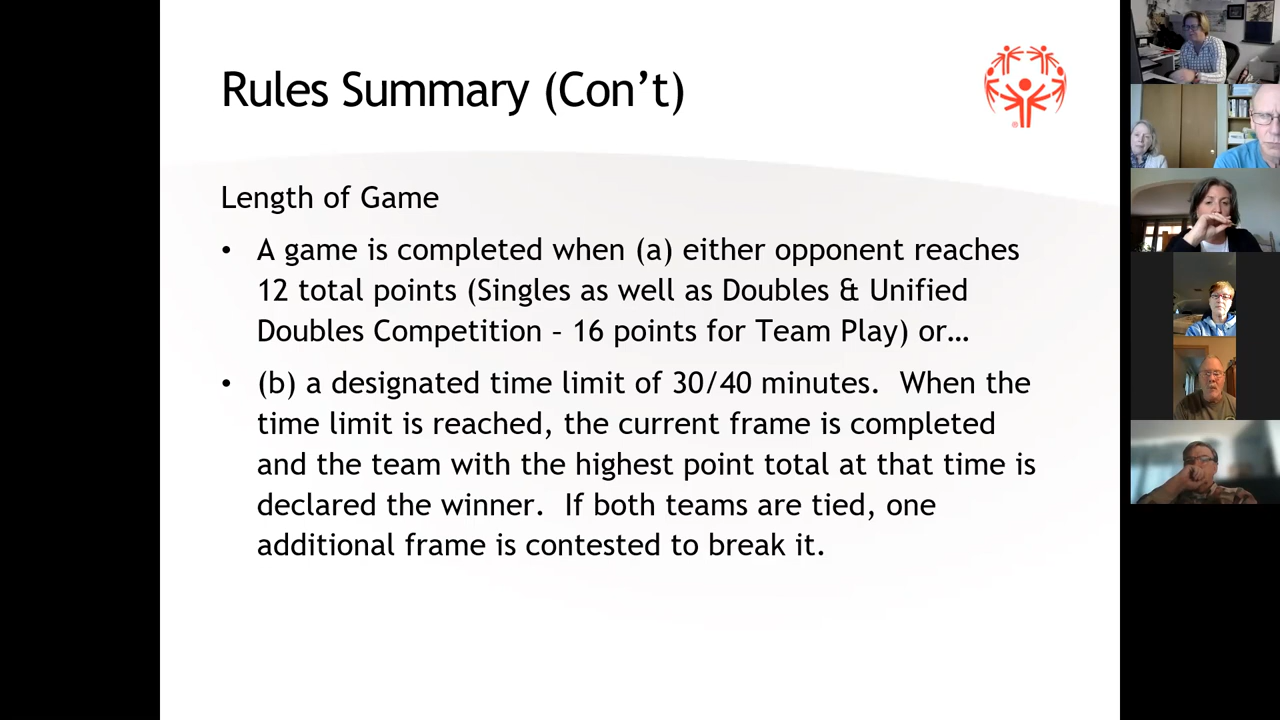 Rules Summary (Con’t)
Length of Game
• A game is completed when (a) either opponent reaches
12 total points (Singles as well as Doubles & Unified
Doubles Competition – 16 points for Team Play) or…
• (b) a designated time limit of 30/40 minutes.  When the
time limit is reached, the current frame is completed
and the team with the highest point total at that time is
declared the winner.  If both teams are tied, one
additional frame is contested to break it.
®